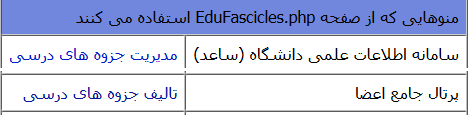 منوهایی که از صفحه EduFascicles.php استفاده می کنند
سامانه اطلاعات علمی دانشگاه (ساعد) مدیریت جزوه های درسی
پرتال جامع اعضا تالیف جزوه های درسی